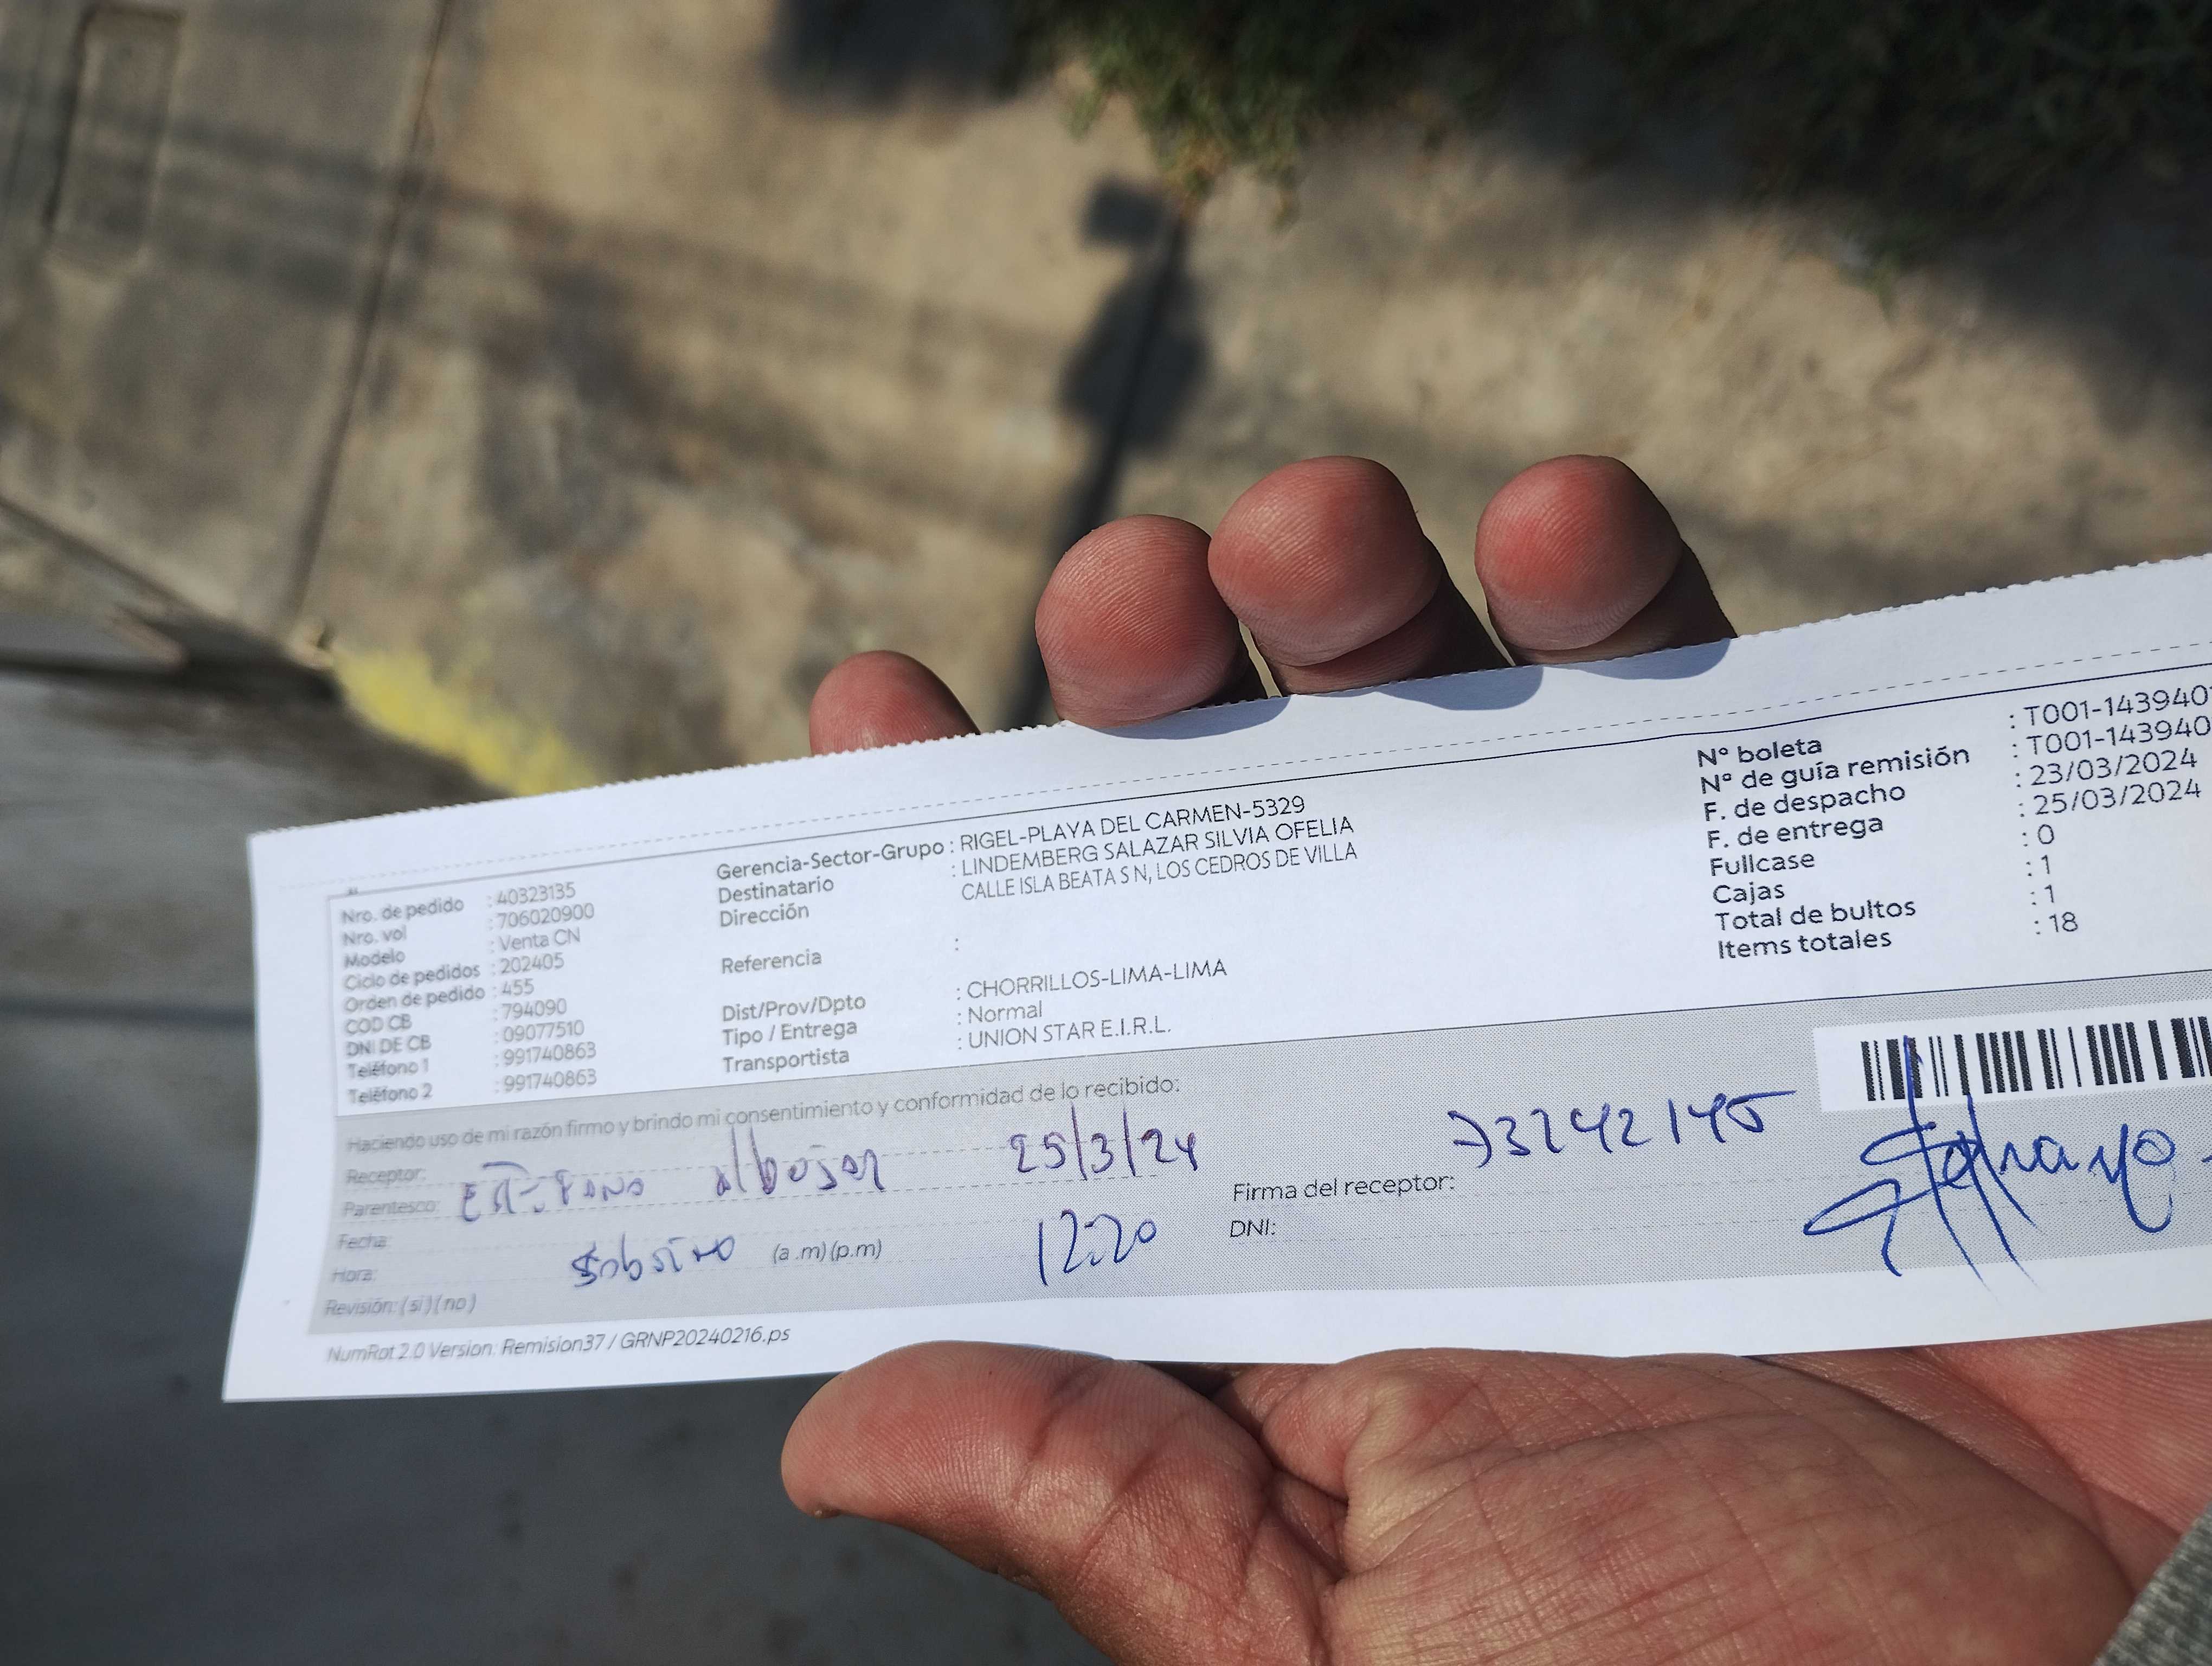 Nro. de pedido : 40323135
Nro. vol : 706020900
Modelo : Venta CN
Ciclo de pedidos : 202405
Orden de pedido : 455
COD CB : 794090
DNI DE CB : 09077510
Teléfono 1 : 991740863
Teléfono 2 : 991740863
Gerencia-Sector-Grupo : RIGEL-PLAYA DEL CARMEN-5329
Destinatario : LINDEMBERG SALAZAR SILVIA OFELIA
Dirección CALLE ISLA BEATA S N, LOS CEDROS DE VILLA
Referencia :
Dist/Prov/Dpto : CHORRILLOS-LIMA-LIMA
Tipo / Entrega : Normal
Transportista : UNION STAR E.I.R.L.
N° boleta : T001-143940
N° de guía remisión : T001-143940
F. de despacho : 23/03/2024
F. de entrega : 25/03/2024
Fullcase : 0
Cajas : 1
Total de bultos : 1
Items totales : 18
Haciendo uso de mi razón firmo y brindo mi consentimiento y conformidad de lo recibido:
Receptor:
Parentesco:
25/3/24
Fecha:
Sobrino
Hora: (a .m) (p.m) 12:20
Revisión: (si) (no)
Firma del receptor:
DNI:
NumRot 2.0 Version: Remision37 / GRNP20240216.ps